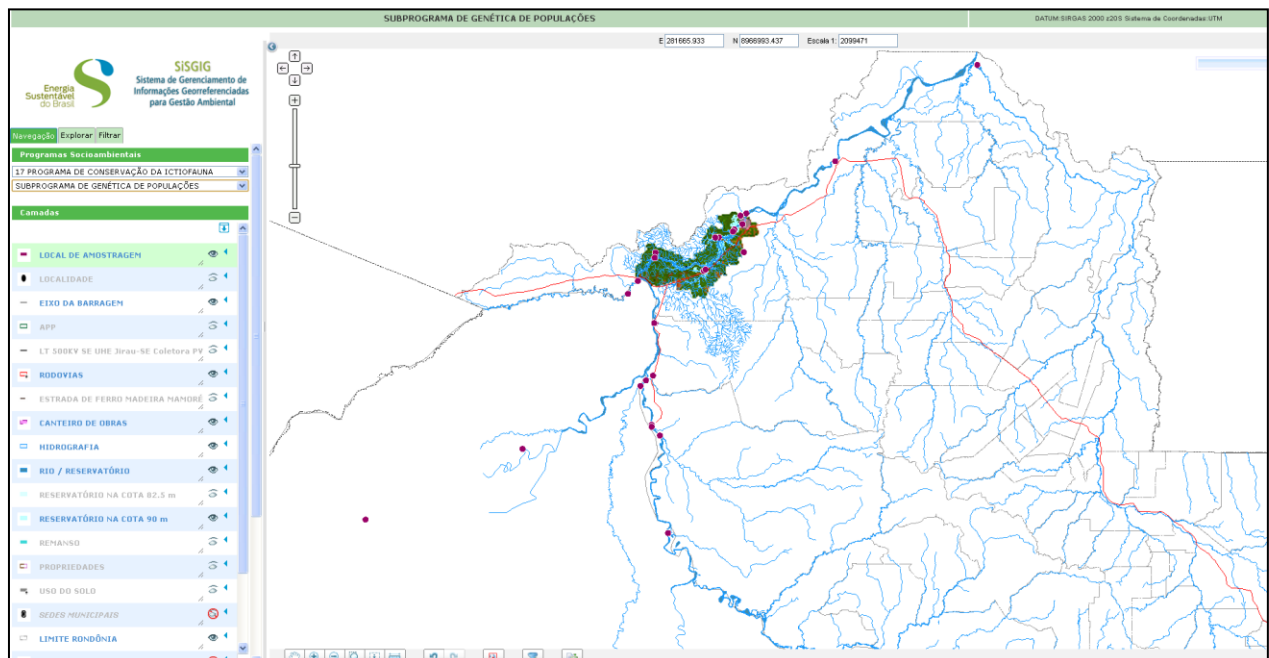 SUBPROGRAMA DE GENÉTICA DE POPULAÇÕES
DATUM:SIRGAS 2000 z20S Sistema de Coordenadas:UTM
E 281665.933 N 8966993.437 Escala 1: 2099471
Energia
Sustentável
do Brasil
SiSGIG
Sistema de Gerenciamento de
Informações Georreferenciadas
para Gestão Ambiental
Navegação Explorar Filtrar
Programas Socioambientais
17 PROGRAMA DE CONSERVAÇÃO DA ICTIOFAUNA
SUBPROGRAMA DE GENÉTICA DE POPULAÇÕES
Camadas
LOCAL DE AMOSTRAGEM
LOCALIDADE
EIXO DA BARRAGEM
APP
LT 500KV SE UHE Jirau-SE Coletora PV
RODOVIAS
ESTRADA DE FERRO MADEIRA MAMORÉ
CANTEIRO DE OBRAS
HIDROGRAFIA
RIO / RESERVATÓRIO
RESERVATÓRIO NA COTA 82.5 m
RESERVATÓRIO NA COTA 90 m
REMANSO
PROPRIEDADES
USO DO SOLO
SEDES MUNICIPAIS
LIMITE RONDÔNIA